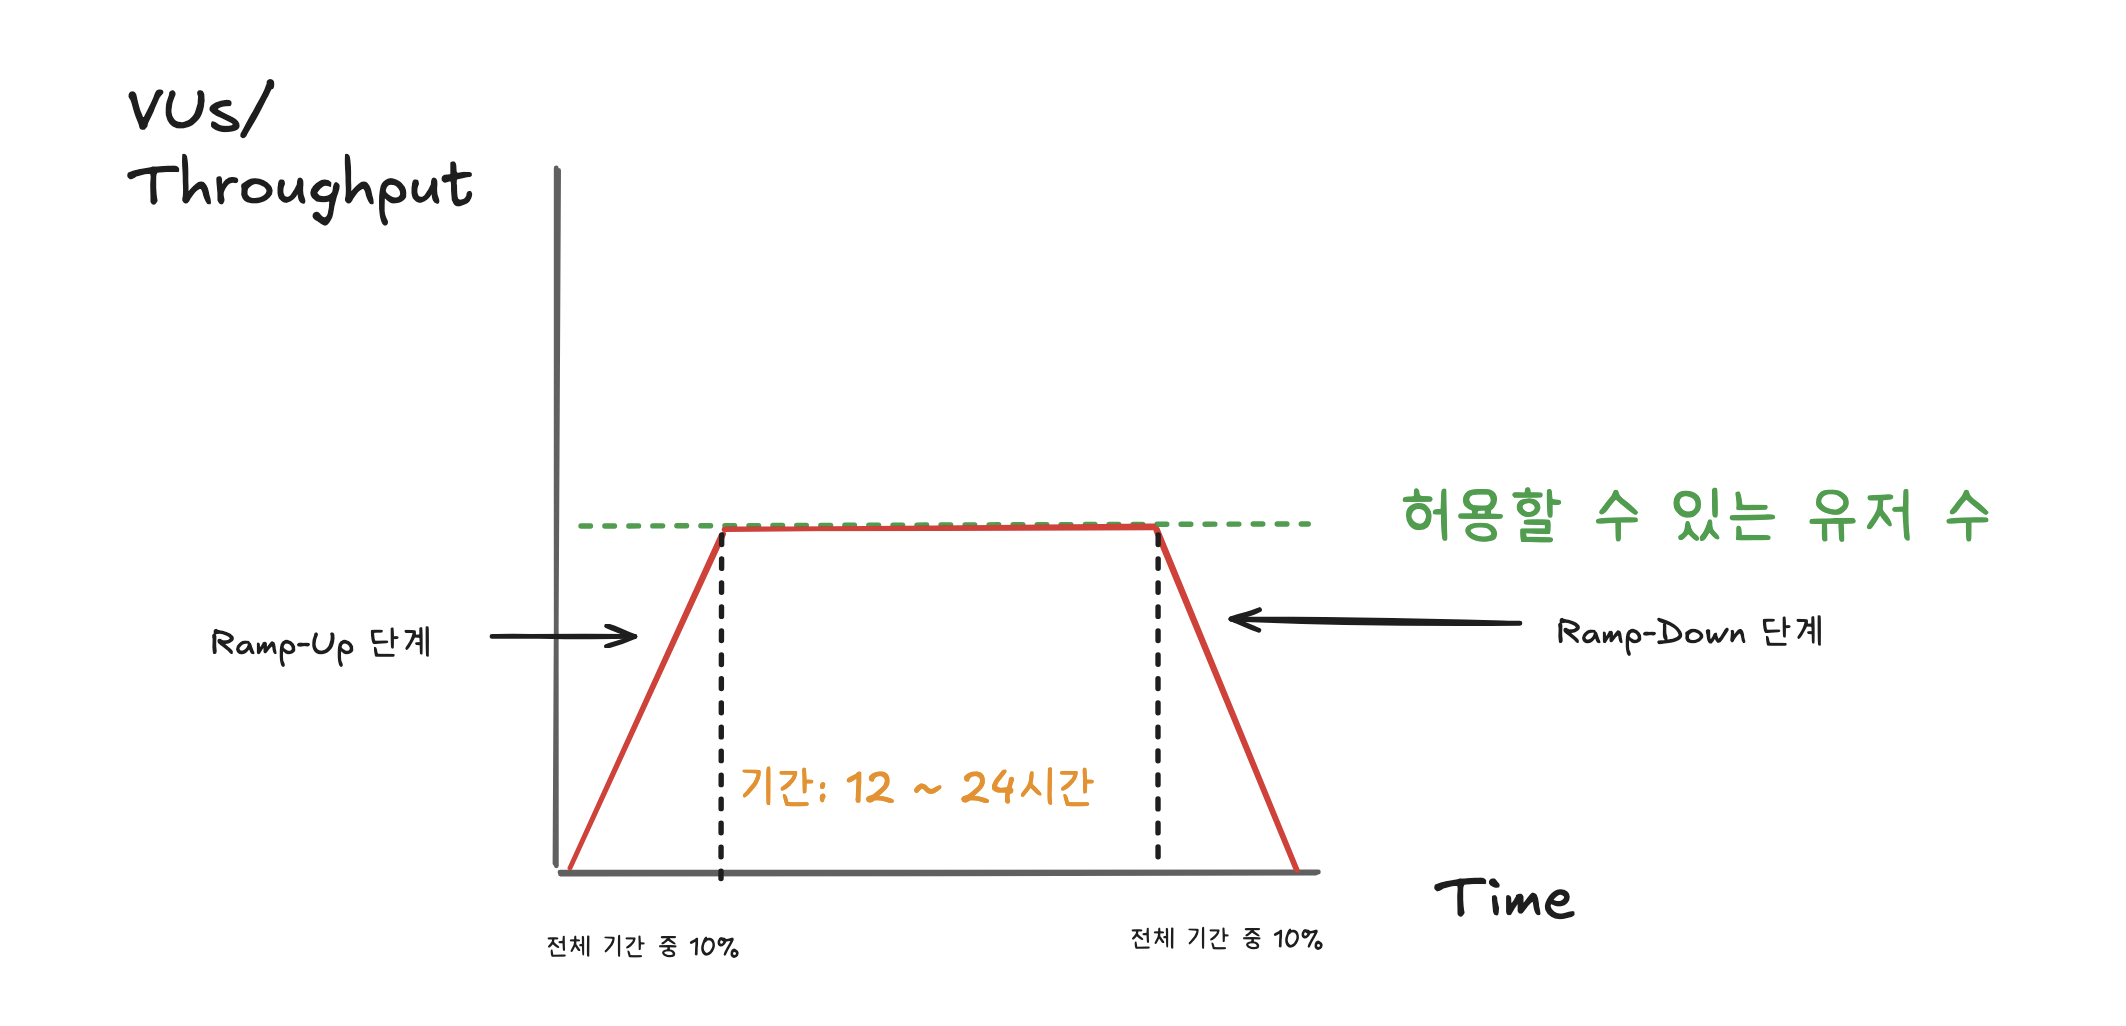 VUs/
Throughput
허용할 수 있는 유저 수
Ramp-Up 단계
Ramp-Down 단계
기간: 12 ~ 24시간
Time
전체 기간 중 10%
전체 기간 중 10%